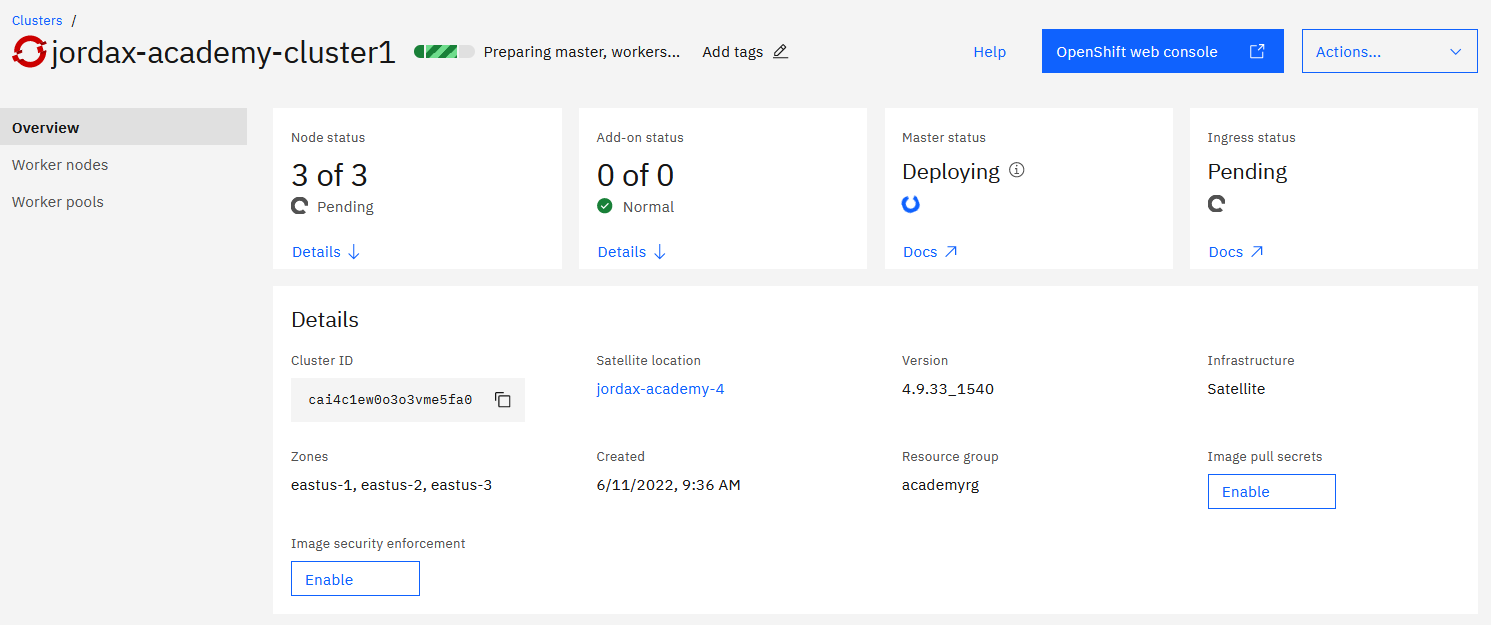 Clusters /
jordax-academy-cluster1 Preparing master, workers... Add tags Help OpenShift web console Actions...
Overview
Worker nodes
Worker pools
Node status
3 of 3
Pending
Details
Add-on status
0 of 0
Normal
Details
Master status
Deploying
Docs
Ingress status
Pending
Docs
Details
Cluster ID
cai4c1ew0o3o3vme5fa0
Satellite location
jordax-academy-4
Version
4.9.33_1540
Infrastructure
Satellite
Zones
eastus-1, eastus-2, eastus-3
Created
6/11/2022, 9:36 AM
Resource group
academyrg
Image pull secrets
Enable
Image security enforcement
Enable